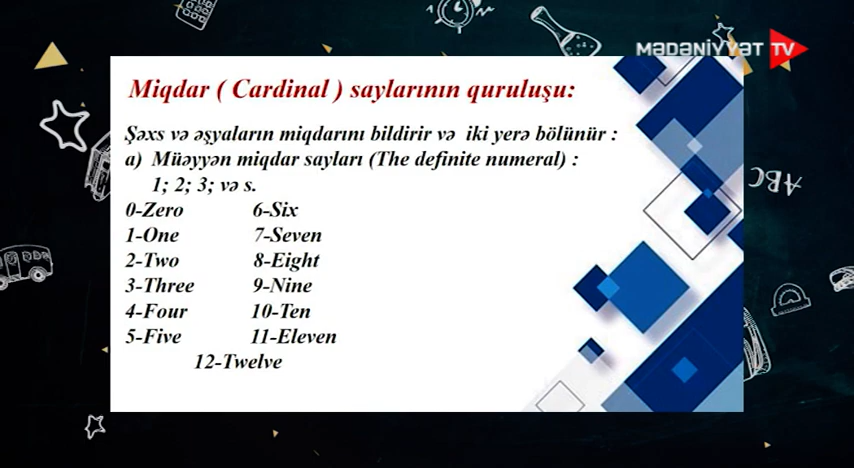 MƏDƏNİYYƏT TV
Miqdar ( Cardinal ) saylarının quruluşu:
Şəxs və əşyaların miqdarını bildirir və iki yerə bölünür :
a) Müəyyən miqdar sayları (The definite numeral) :
1; 2; 3; və s.
0-Zero 6-Six
1-One 7-Seven
2-Two 8-Eight
3-Three 9-Nine
4-Four 10-Ten
5-Five 11-Eleven
12-Twelve
ABC